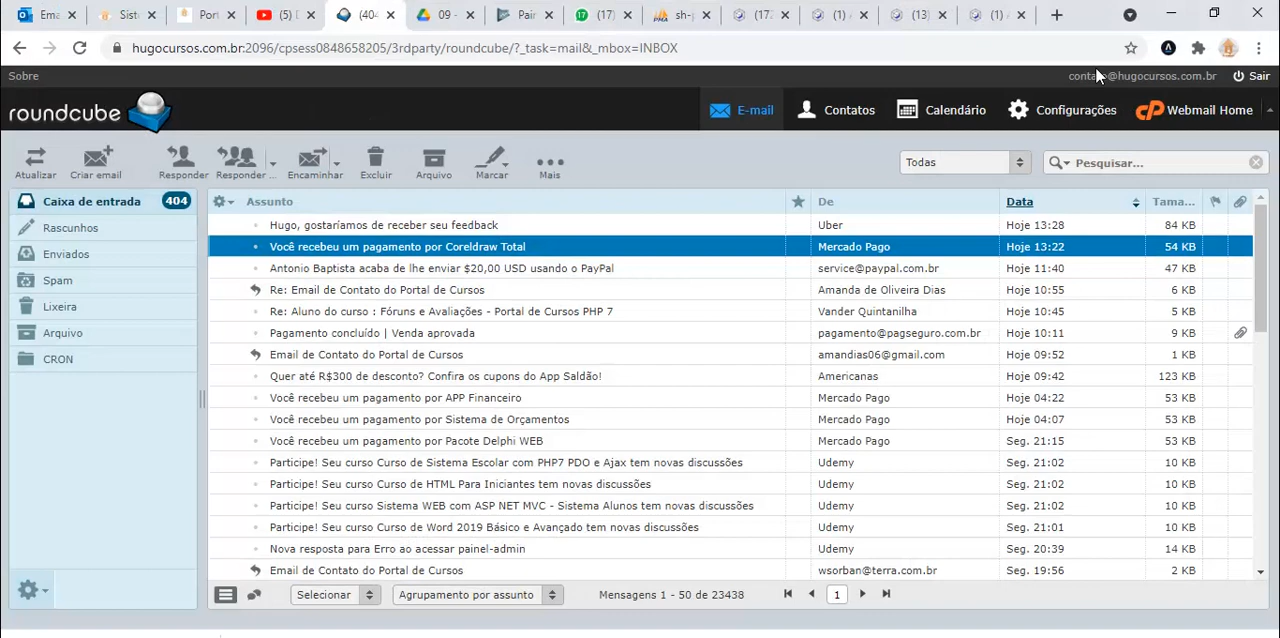 Ema
Siste
Port
(5) D
(404
09 -
Pain
(17)
sh-p
(172
(1) A
(13)
(1) A
hugocursos.com.br:2096/cpsess0848658205/3rdparty/roundcube/?_task=mail&_mbox=INBOX
Sobre
@hugocursos.com.br Sair
roundcube
E-mail Contatos Calendário Configurações cP Webmail Home
Atualizar Criar email Responder Responder ... Encaminhar Excluir Arquivo Marcar Mais Todas Pesquisar...
Caixa de entrada 404
Rascunhos
Enviados
Spam
Lixeira
Arquivo
CRON
Assunto De Data Tama...
Hugo, gostaríamos de receber seu feedback Uber Hoje 13:28 84 KB
Você recebeu um pagamento por Coreldraw Total Mercado Pago Hoje 13:22 54 KB
Antonio Baptista acaba de lhe enviar $20,00 USD usando o PayPal service@paypal.com.br Hoje 11:40 47 KB
Re: Email de Contato do Portal de Cursos Amanda de Oliveira Dias Hoje 10:55 6 KB
Re: Aluno do curso : Fóruns e Avaliações - Portal de Cursos PHP 7 Vander Quintanilha Hoje 10:45 5 KB
Pagamento concluído | Venda aprovada pagamento@pagseguro.com.br Hoje 10:11 9 KB
Email de Contato do Portal de Cursos amandias06@gmail.com Hoje 09:52 1 KB
Quer até R$300 de desconto? Confira os cupons do App Saldão! Americanas Hoje 09:42 123 KB
Você recebeu um pagamento por APP Financeiro Mercado Pago Hoje 04:22 53 KB
Você recebeu um pagamento por Sistema de Orçamentos Mercado Pago Hoje 04:07 53 KB
Você recebeu um pagamento por Pacote Delphi WEB Mercado Pago Seg. 21:15 53 KB
Participe! Seu curso Curso de Sistema Escolar com PHP7 PDO e Ajax tem novas discussões Udemy Seg. 21:02 10 KB
Participe! Seu curso Curso de HTML Para Iniciantes tem novas discussões Udemy Seg. 21:02 10 KB
Participe! Seu curso Sistema WEB com ASP NET MVC - Sistema Alunos tem novas discussões Udemy Seg. 21:02 10 KB
Participe! Seu curso Curso de Word 2019 Básico e Avançado tem novas discussões Udemy Seg. 21:01 10 KB
Nova resposta para Erro ao acessar painel-admin Udemy Seg. 20:39 14 KB
Email de Contato do Portal de Cursos wsorban@terra.com.br Seg. 19:56 2 KB
Selecionar Agrupamento por assunto Mensagens 1 - 50 de 23438 1